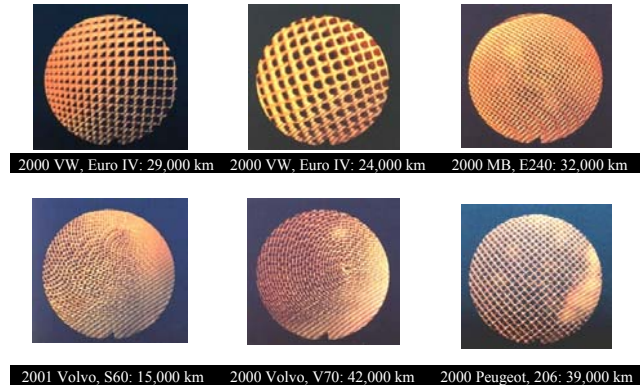 2000 VW, Euro IV: 29,000 km
2000 VW, Euro IV: 24,000 km
2000 MB, E240: 32,000 km
2001 Volvo, S60: 15,000 km
2000 Volvo, V70: 42,000 km
2000 Peugeot, 206: 39,000 km